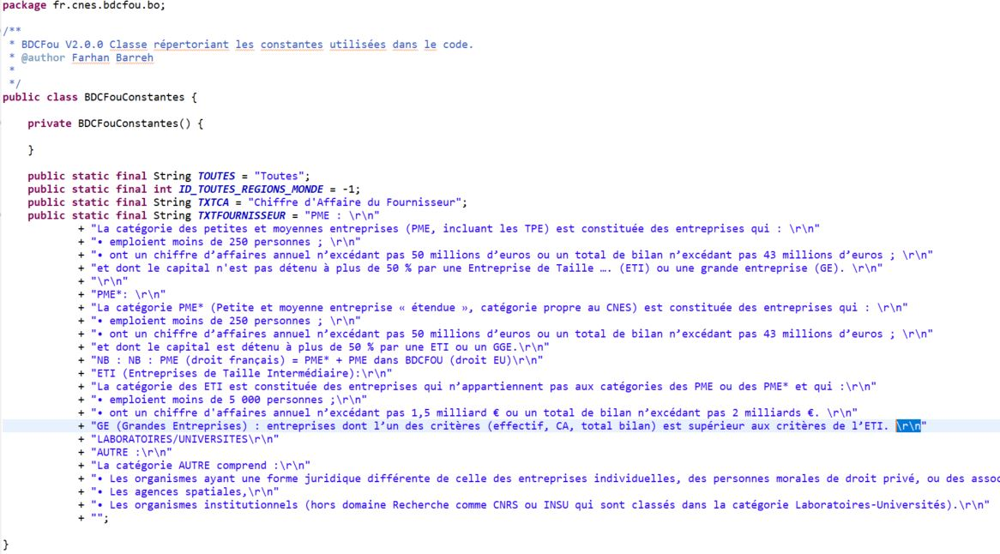 package fr.cnes.bdcfou.bo;
/**
* BDCFou V2.0.0 Classe répertoriant les constantes utilisées dans le code.
* @author Farhan Barreh
*
*/
public class BDCFouConstantes {
private BDCFouConstantes() {
}
public static final String TOUTES = "Toutes";
public static final int ID_TOUTES_REGIONS_MONDE = -1;
public static final String TXTCA = "Chiffre d'Affaire du Fournisseur";
public static final String TXTFOURNISSEUR = "PME : \r\n"
+ "La catégorie des petites et moyennes entreprises (PME, incluant les TPE) est constituée des entreprises qui : \r\n"
+ "• emploient moins de 250 personnes ; \r\n"
+ "• ont un chiffre d’affaires annuel n’excédant pas 50 millions d’euros ou un total de bilan n’excédant pas 43 millions d’euros ; \r\n"
+ "et dont le capital n'est pas détenu à plus de 50 % par une Entreprise de Taille …. (ETI) ou une grande entreprise (GE). \r\n"
+ "\r\n"
+ "PME*: \r\n"
+ "La catégorie PME* (Petite et moyenne entreprise « étendue », catégorie propre au CNES) est constituée des entreprises qui : \r\n"
+ "• emploient moins de 250 personnes ; \r\n"
+ "• ont un chiffre d’affaires annuel n’excédant pas 50 millions d’euros ou un total de bilan n’excédant pas 43 millions d’euros ; \r\n"
+ "et dont le capital est détenu à plus de 50 % par une ETI ou un GGE.\r\n"
+ "NB : NB : PME (droit français) = PME* + PME dans BDCFOU (droit EU)\r\n"
+ "ETI (Entreprises de Taille Intermédiaire):\r\n"
+ "La catégorie des ETI est constituée des entreprises qui n’appartiennent pas aux catégories des PME ou des PME* et qui :\r\n"
+ "• emploient moins de 5 000 personnes ;\r\n"
+ "• ont un chiffre d'affaires annuel n’excédant pas 1,5 milliard € ou un total de bilan n’excédant pas 2 milliards €. \r\n"
+ "GE (Grandes Entreprises) : entreprises dont l’un des critères (effectif, CA, total bilan) est supérieur aux critères de l’ETI. \r\n"
+ "LABORATOIRES/UNIVERSITES\r\n"
+ "AUTRE :\r\n"
+ "La catégorie AUTRE comprend :\r\n"
+ "• Les organismes ayant une forme juridique différente de celle des entreprises individuelles, des personnes morales de droit privé, ou des assoc
+ "• Les agences spatiales,\r\n"
+ "• Les organismes institutionnels (hors domaine Recherche comme CNRS ou INSU qui sont classés dans la catégorie Laboratoires-Universités).\r\n"
+ "";
}